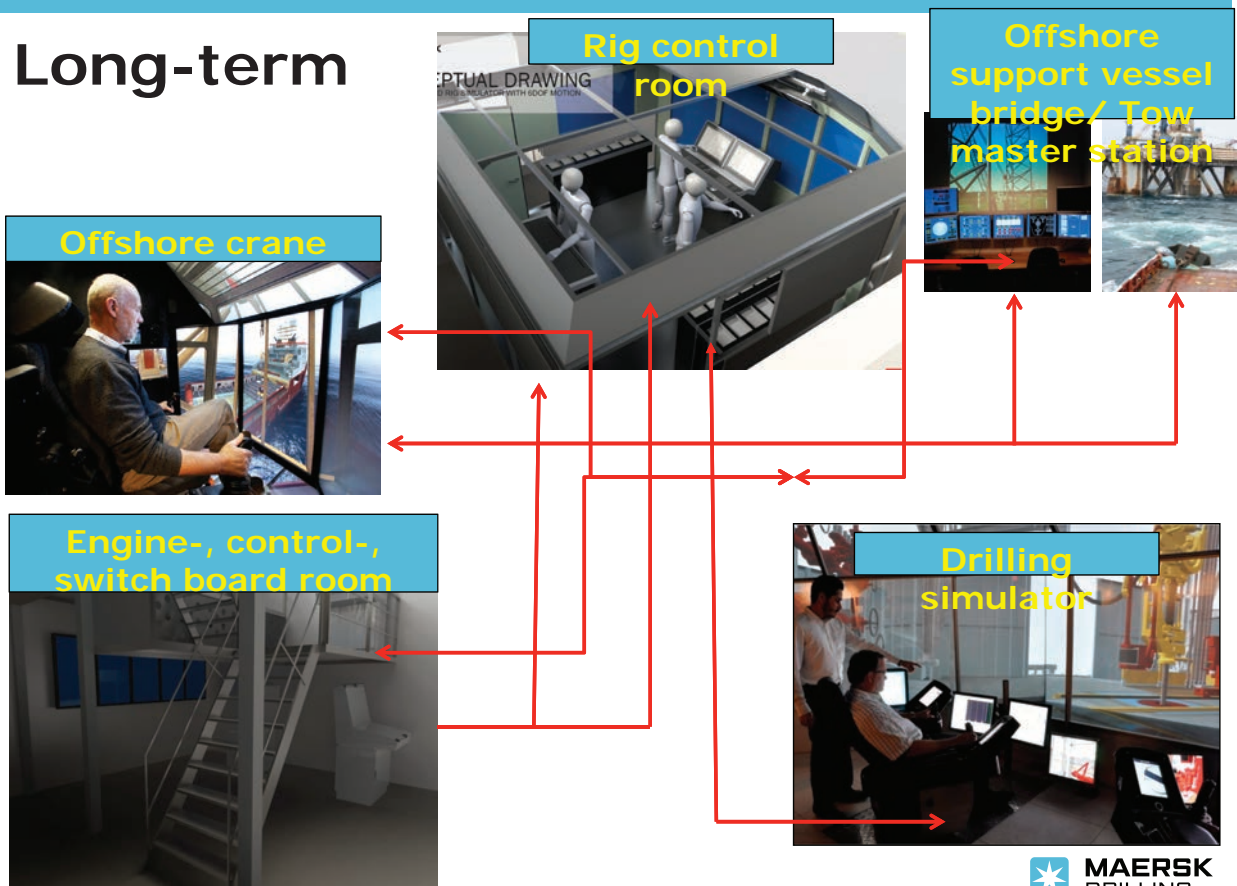 Long-term
Rig control
room
Offshore
support vessel
bridge/ Tow
master station
EPTUAL DRAWING
Offshore crane
Engine-, control-,
switch board room
Drilling
simulator
MAERSK
DRILLING